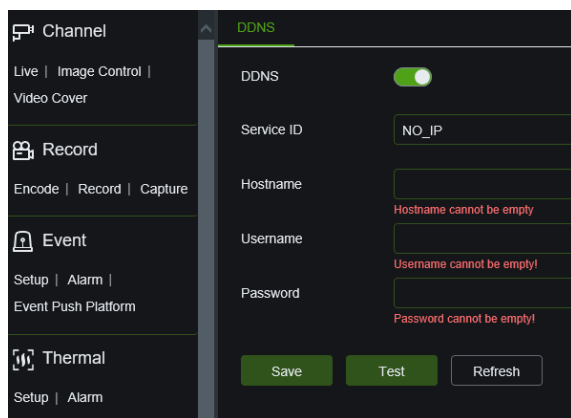 Channel
Live | Image Control |
Video Cover
Record
Encode | Record | Capture
Event
Setup | Alarm |
Event Push Platform
Thermal
Setup | Alarm
DDNS
DDNS
Service ID
NO_IP
Hostname
Hostname cannot be empty
Username
Username cannot be empty!
Password
Password cannot be empty!
Save
Test
Refresh